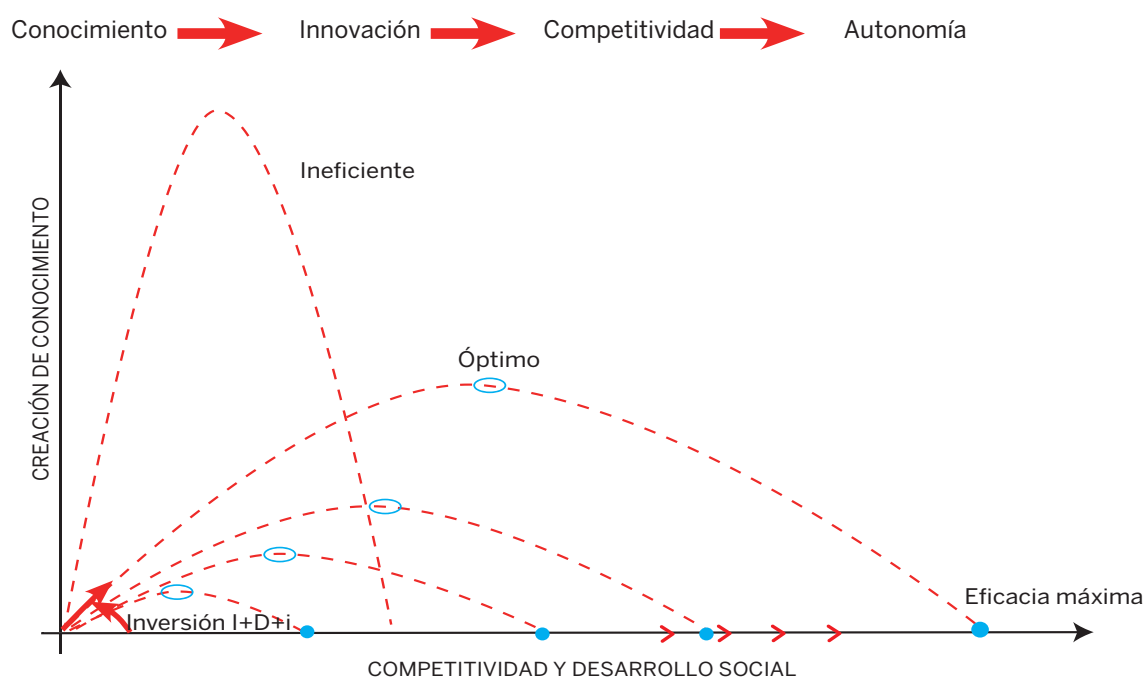 Conocimiento Innovación Competitividad Autonomía
Ineficiente
CREACIÓN DE CONOCIMIENTO
Óptimo
Eficacia máxima
Inversión I+D+i
COMPETITIVIDAD Y DESARROLLO SOCIAL